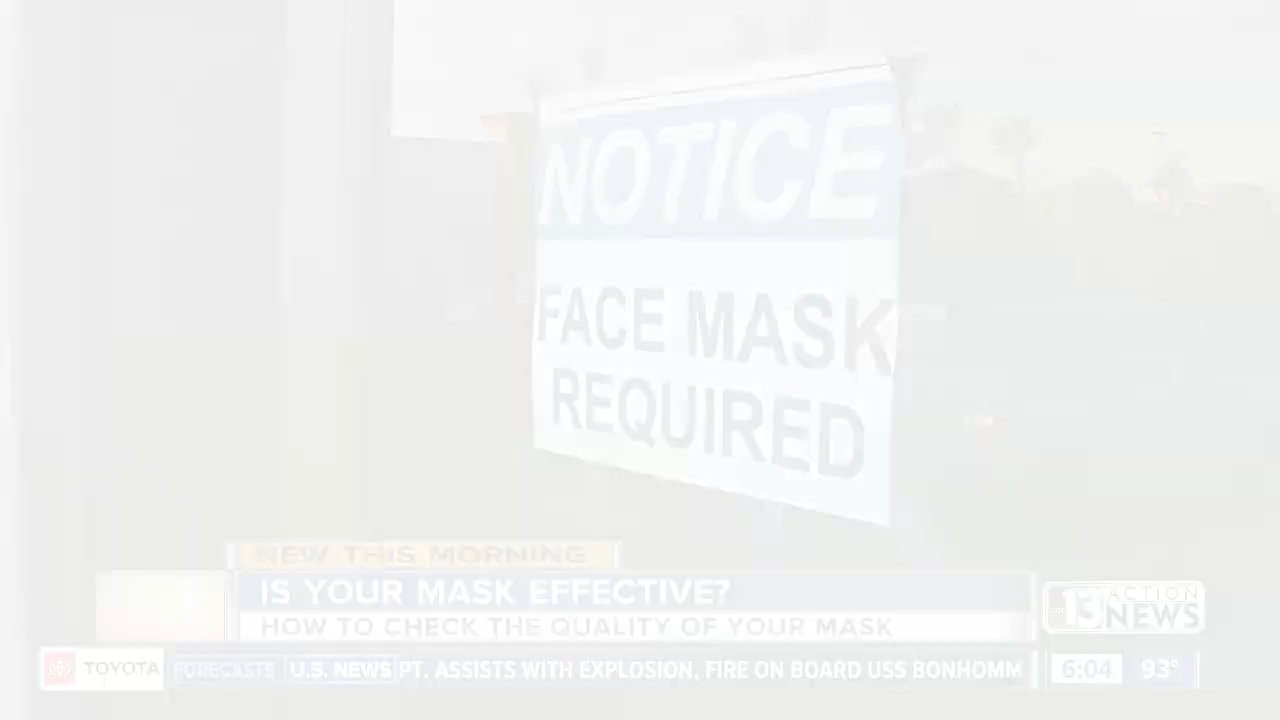 NOTICE
FACE MASK
REQUIRED
NEW THIS MORNING
IS YOUR MASK EFFECTIVE?
HOW TO CHECK THE QUALITY OF YOUR MASK
13 ACTION
NEWS
TOYOTA FORECASTS U.S. NEWS PT. ASSISTS WITH EXPLOSION, FIRE ON BOARD USS BONHOMM 6:04 93°